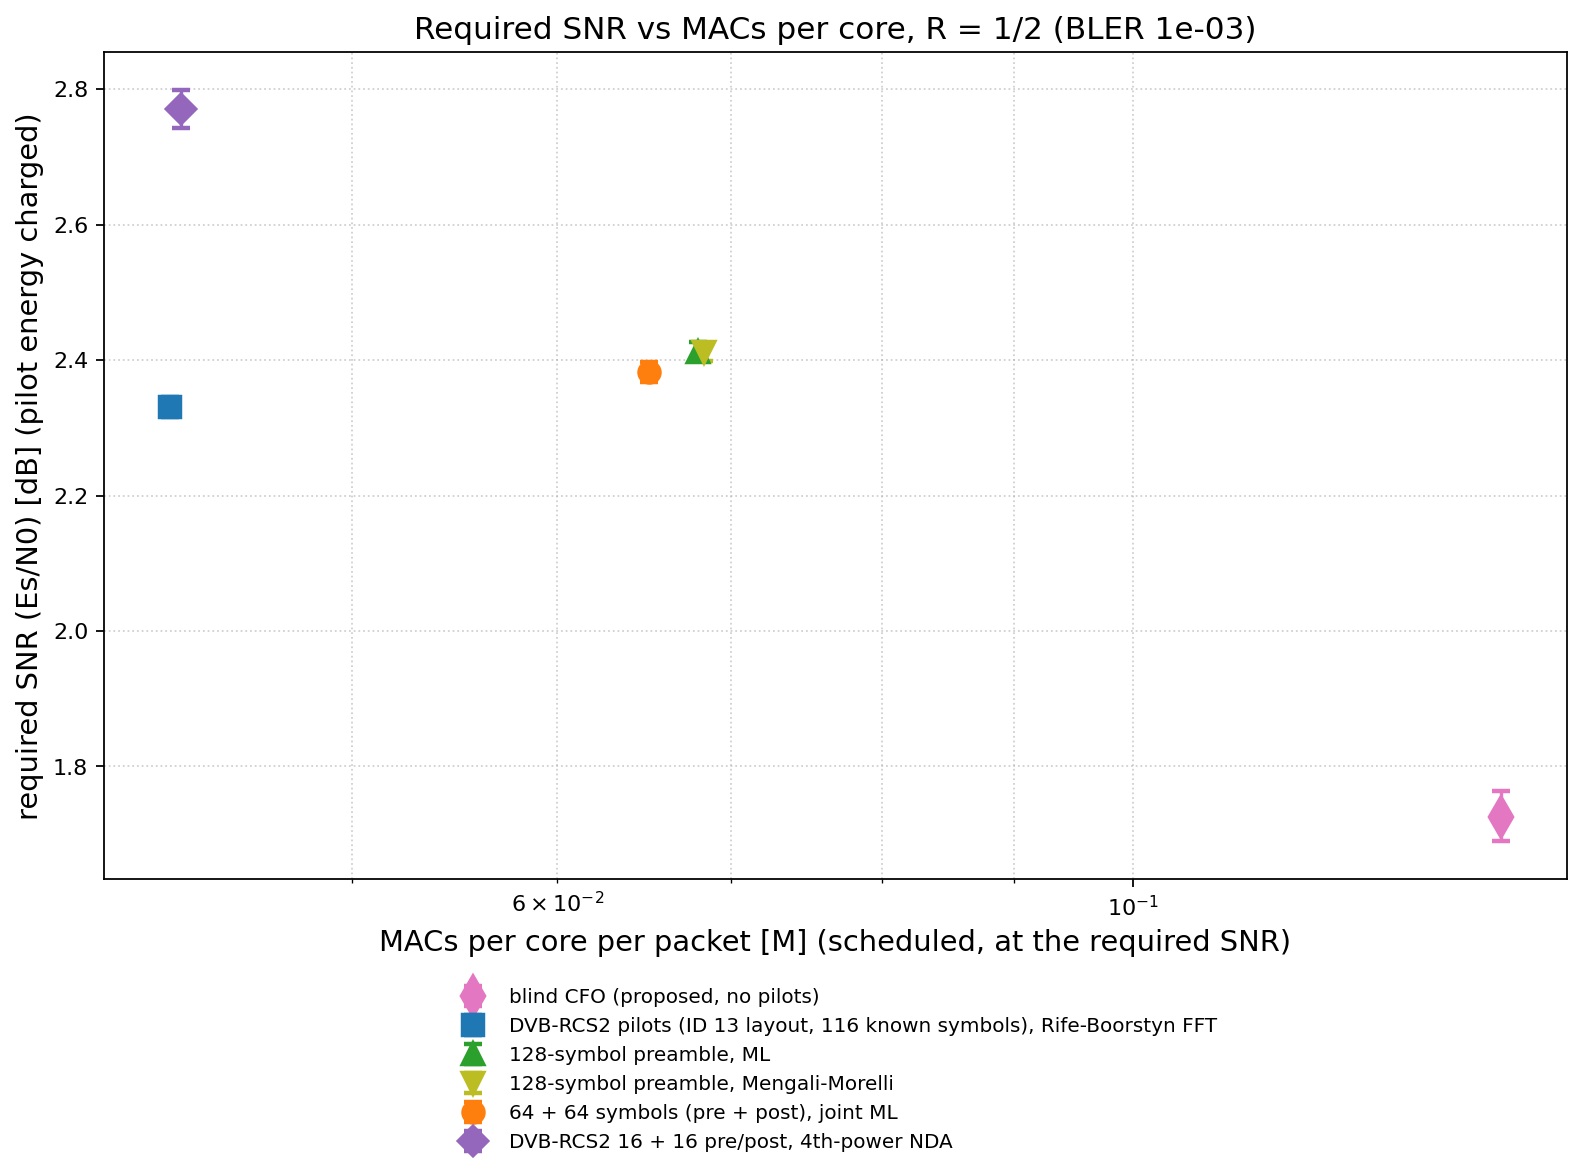 Required SNR vs MACs per core, R = 1/2 (BLER 1e-03)
required SNR (Es/N0) [dB] (pilot energy charged)
2.8
2.6
2.4
2.2
2.0
1.8
6 × 10⁻²
10⁻¹
MACs per core per packet [M] (scheduled, at the required SNR)
blind CFO (proposed, no pilots)
DVB-RCS2 pilots (ID 13 layout, 116 known symbols), Rife-Boorstyn FFT
128-symbol preamble, ML
128-symbol preamble, Mengali-Morelli
64 + 64 symbols (pre + post), joint ML
DVB-RCS2 16 + 16 pre/post, 4th-power NDA